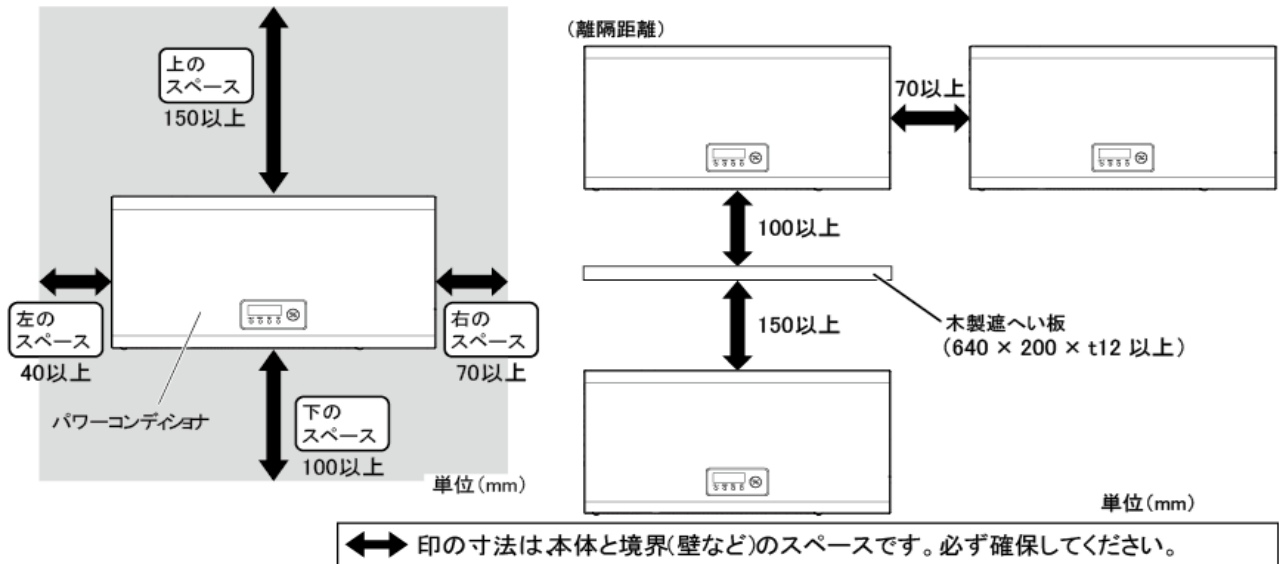 上の
スペース
150以上
左の
スペース
40以上
右の
スペース
70以上
パワーコンディショナ
下の
スペース
100以上
単位(mm)
(離隔距離)
70以上
100以上
150以上
木製遮へい板
(640 × 200 × t12 以上)
単位(mm)
印の寸法は本体と境界(壁など)のスペースです。必ず確保してください。